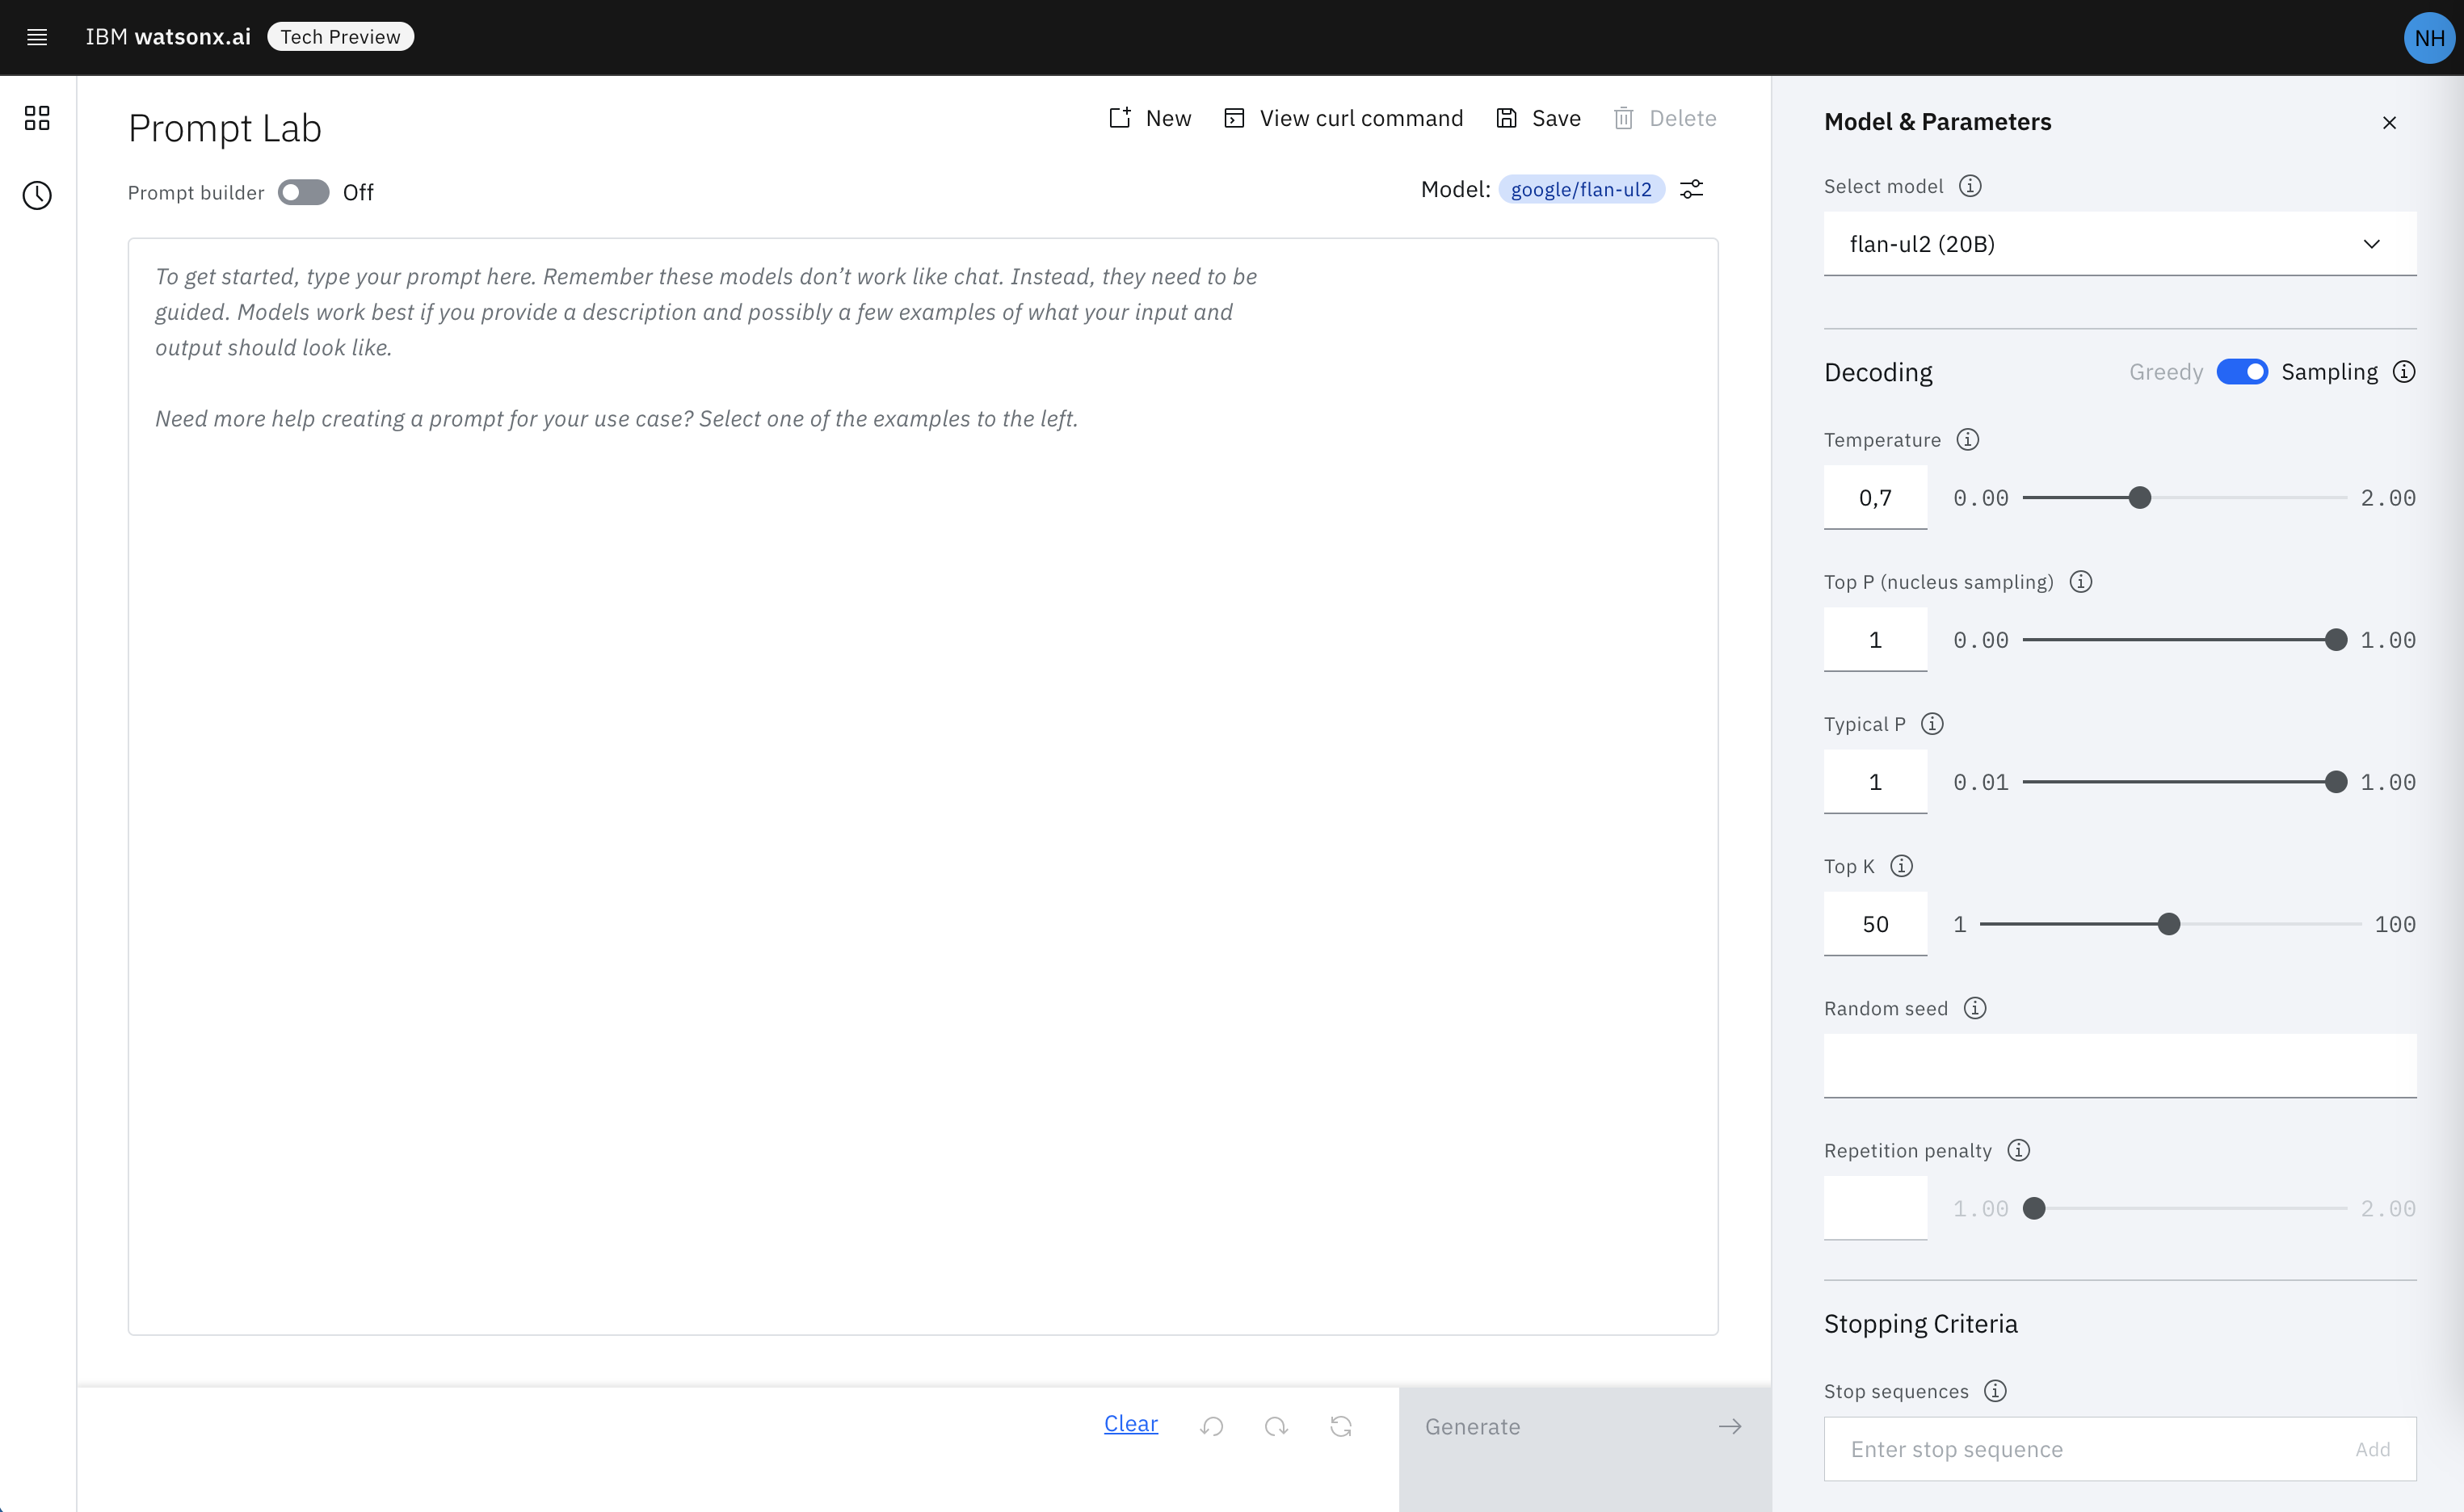 IBM watsonx.ai Tech Preview
NH
Prompt Lab
New View curl command Save Delete
Prompt builder Off
Model: google/flan-ul2
To get started, type your prompt here. Remember these models don’t work like chat. Instead, they need to be
guided. Models work best if you provide a description and possibly a few examples of what your input and
output should look like.
Need more help creating a prompt for your use case? Select one of the examples to the left.
Clear
Generate
Model & Parameters
Select model
flan-ul2 (20B)
Decoding Greedy Sampling
Temperature
0,7 0.00 2.00
Top P (nucleus sampling)
1 0.00 1.00
Typical P
1 0.01 1.00
Top K
50 1 100
Random seed
Repetition penalty
1.00 2.00
Stopping Criteria
Stop sequences
Enter stop sequence Add